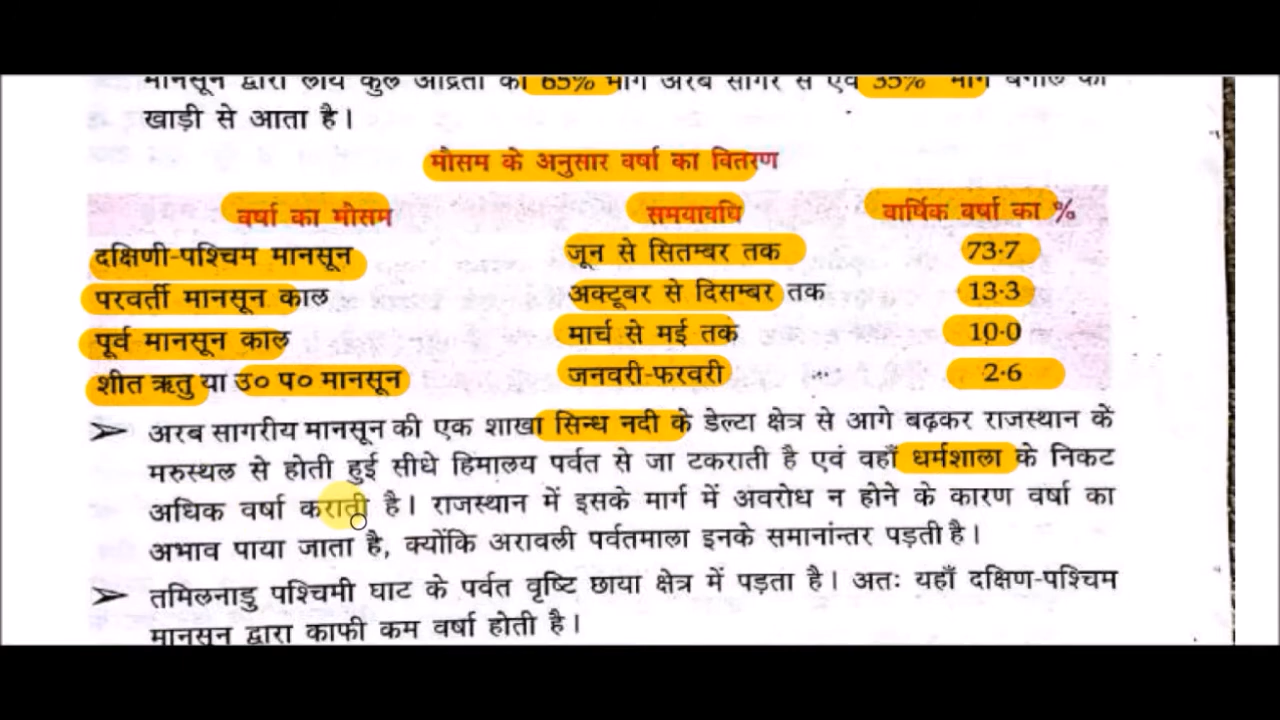 मानसून द्वारा लाये कुल आर्द्रता का 65% भाग अरब सागर से एवं 35% भाग बंगाल की
खाड़ी से आता है।
मौसम के अनुसार वर्षा का वितरण
वर्षा का मौसम समयावधि वार्षिक वर्षा का %
दक्षिणी-पश्चिम मानसून जून से सितम्बर तक 73·7
परवर्ती मानसून काल अक्टूबर से दिसम्बर तक 13·3
पूर्व मानसून काल मार्च से मई तक 10·0
शीत ऋतु या उ० प० मानसून जनवरी-फरवरी 2·6
➢ अरब सागरीय मानसून की एक शाखा सिन्ध नदी के डेल्टा क्षेत्र से आगे बढ़कर राजस्थान के
मरुस्थल से होती हुई सीधे हिमालय पर्वत से जा टकराती है एवं वहाँ धर्मशाला के निकट
अधिक वर्षा कराती है। राजस्थान में इसके मार्ग में अवरोध न होने के कारण वर्षा का
अभाव पाया जाता है, क्योंकि अरावली पर्वतमाला इनके समानांन्तर पड़ती है।
➢ तमिलनाडु पश्चिमी घाट के पर्वत वृष्टि छाया क्षेत्र में पड़ता है। अतः यहाँ दक्षिण-पश्चिम
मानसून द्वारा काफी कम वर्षा होती है।